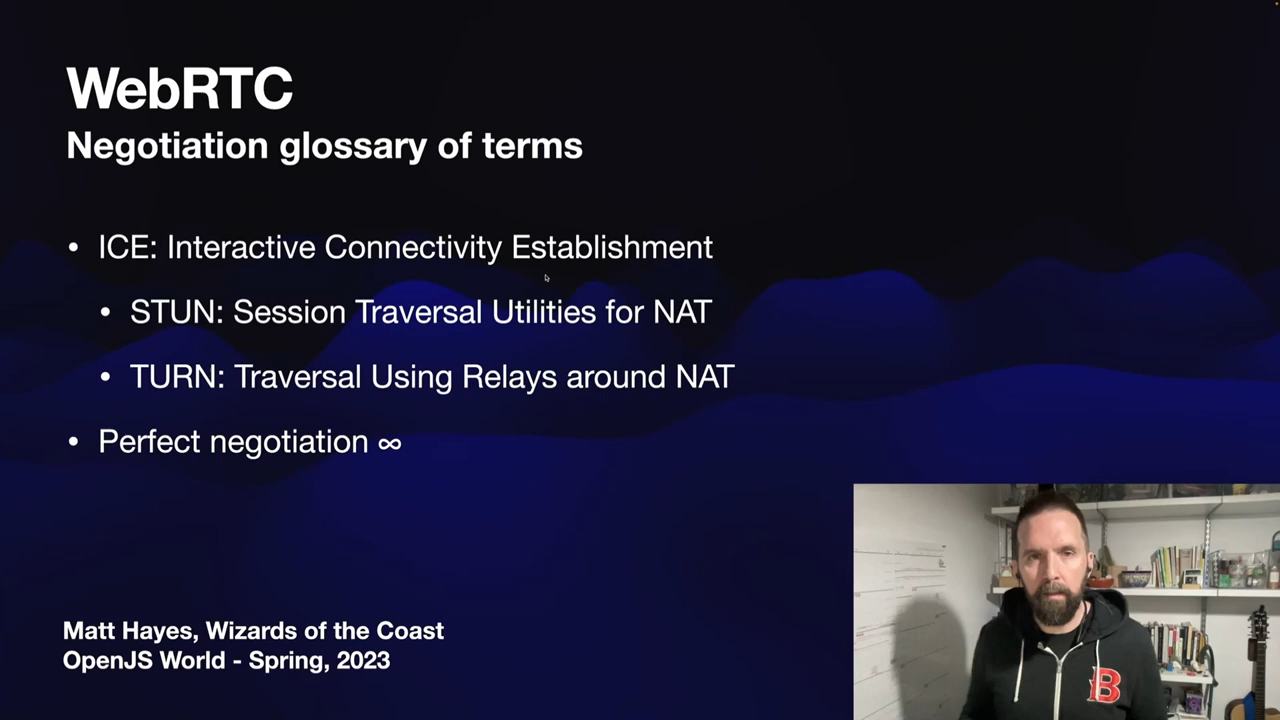 WebRTC
Negotiation glossary of terms
• ICE: Interactive Connectivity Establishment
• STUN: Session Traversal Utilities for NAT
• TURN: Traversal Using Relays around NAT
• Perfect negotiation ∞
Matt Hayes, Wizards of the Coast
OpenJS World - Spring, 2023
B